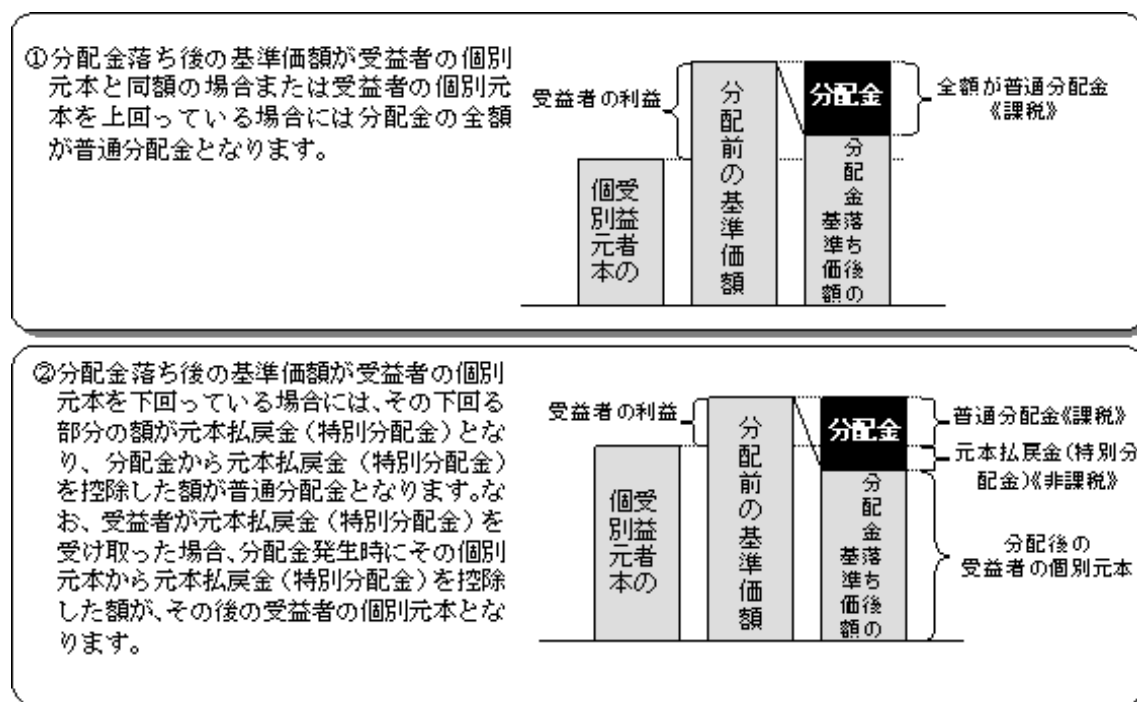 ①分配金落ち後の基準価額が受益者の個別
元本と同額の場合または受益者の個別元
本を上回っている場合には分配金の全額
が普通分配金となります。
受益者の利益
受益者の
個別元本
分配前の基準価額
分配金
分配金落ち後の
基準価額
全額が普通分配金
《課税》
②分配金落ち後の基準価額が受益者の個別
元本を下回っている場合には、その下回る
部分の額が元本払戻金（特別分配金）とな
り、分配金から元本払戻金（特別分配金）
を控除した額が普通分配金となります。な
お、受益者が元本払戻金（特別分配金）を
受け取った場合、分配金発生時にその個別
元本から元本払戻金（特別分配金）を控除
した額が、その後の受益者の個別元本とな
ります。
受益者の利益
受益者の
個別元本
分配前の基準価額
分配金
分配金落ち後の
基準価額
普通分配金《課税》
元本払戻金（特別分
配金）《非課税》
分配後の
受益者の個別元本